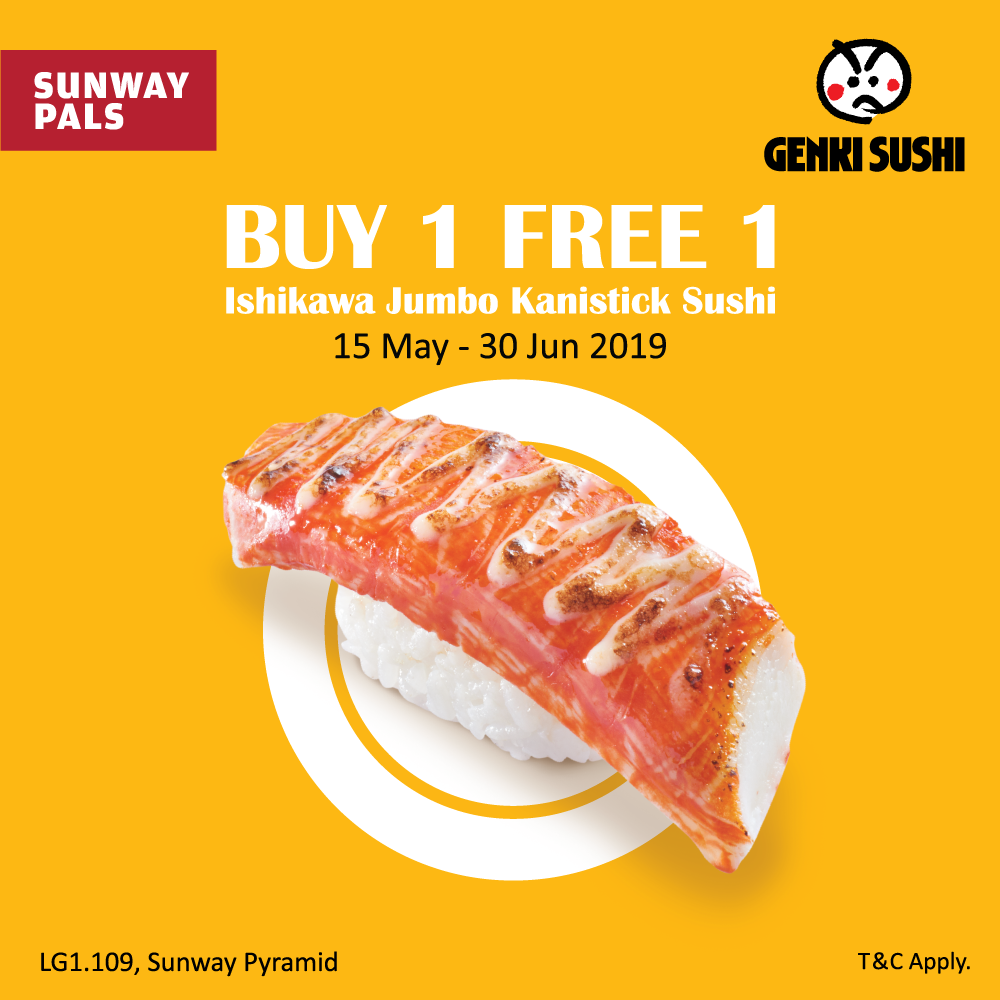 SUNWAY
PALS
GENKI SUSHI
BUY 1 FREE 1
Ishikawa Jumbo Kanistick Sushi
15 May - 30 Jun 2019
LG1.109, Sunway Pyramid
T&C Apply.